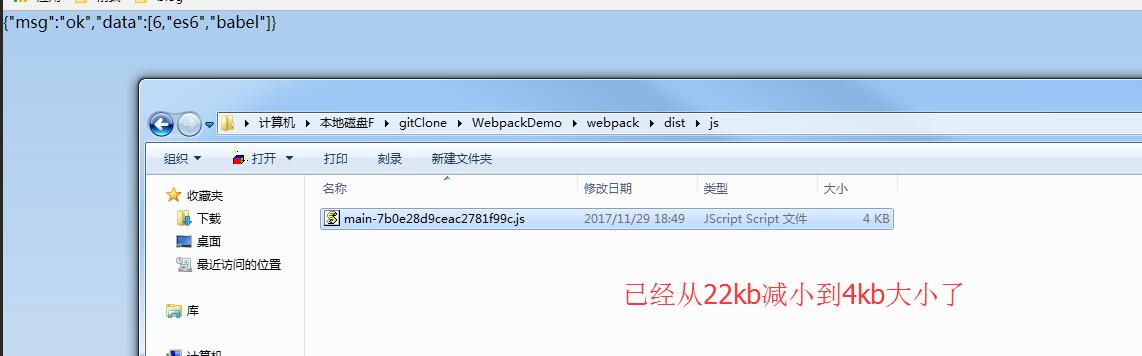 {"msg":"ok","data":[6,"es6","babel"]}
计算机 本地磁盘F gitClone WebpackDemo webpack dist js
组织 打开 打印 刻录 新建文件夹
收藏夹
下载
桌面
最近访问的位置
库
计算机
名称 修改日期 类型 大小
main-7b0e28d9ceac2781f99c.js 2017/11/29 18:49 JScript Script 文件 4 KB
已经从22kb减小到4kb大小了